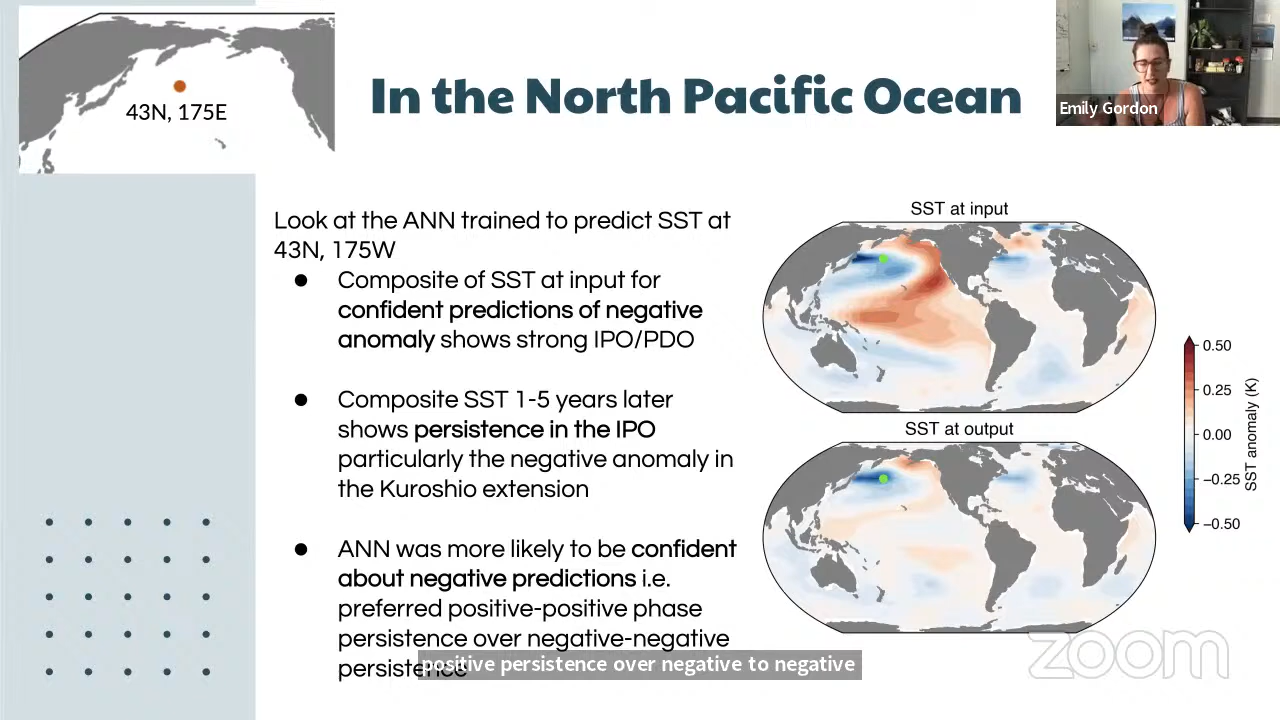 43N, 175E
In the North Pacific Ocean
Emily Gordon
Look at the ANN trained to predict SST at
43N, 175W
● Composite of SST at input for
confident predictions of negative
anomaly shows strong IPO/PDO
● Composite SST 1-5 years later
shows persistence in the IPO
particularly the negative anomaly in
the Kuroshio extension
● ANN was more likely to be confident
about negative predictions i.e.
preferred positive-positive phase
persistence over negative-negative
persistence
positive persistence over negative to negative
SST at input
SST at output
0.50
0.25
0.00
−0.25
−0.50
SST anomaly (K)
zoom